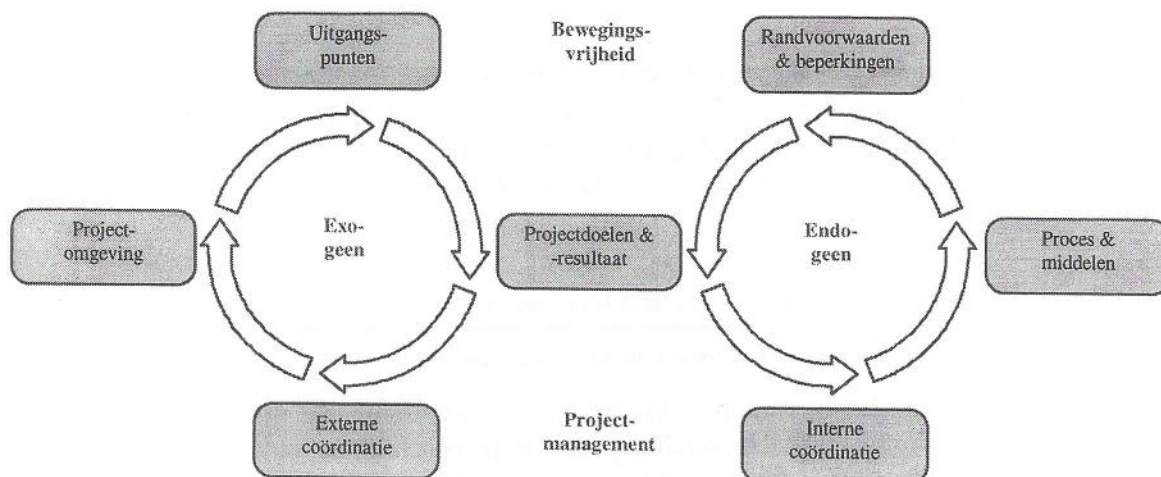 Uitgangs-
punten
Bewegings-
vrijheid
Randvoorwaarden
& beperkingen
Project-
omgeving
Exo-
geen
Projectdoelen &
-resultaat
Endo-
geen
Proces &
middelen
Externe
coördinatie
Project-
management
Interne
coördinatie